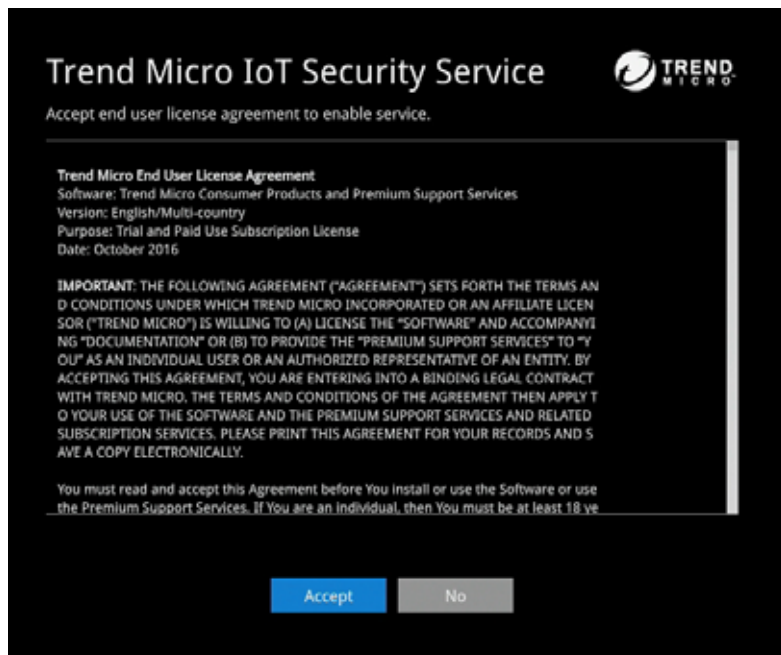 Trend Micro IoT Security Service
TREND
MICRO
Accept end user license agreement to enable service.
Trend Micro End User License Agreement
Software: Trend Micro Consumer Products and Premium Support Services
Version: English/Multi-country
Purpose: Trial and Paid Use Subscription License
Date: October 2016
IMPORTANT: THE FOLLOWING AGREEMENT ("AGREEMENT") SETS FORTH THE TERMS AN
D CONDITIONS UNDER WHICH TREND MICRO INCORPORATED OR AN AFFILIATE LICEN
SOR ("TREND MICRO") IS WILLING TO (A) LICENSE THE "SOFTWARE" AND ACCOMPANYI
NG "DOCUMENTATION" OR (B) TO PROVIDE THE "PREMIUM SUPPORT SERVICES" TO "Y
OU" AS AN INDIVIDUAL USER OR AN AUTHORIZED REPRESENTATIVE OF AN ENTITY. BY
ACCEPTING THIS AGREEMENT, YOU ARE ENTERING INTO A BINDING LEGAL CONTRACT
WITH TREND MICRO. THE TERMS AND CONDITIONS OF THE AGREEMENT THEN APPLY T
O YOUR USE OF THE SOFTWARE AND THE PREMIUM SUPPORT SERVICES AND RELATED
SUBSCRIPTION SERVICES. PLEASE PRINT THIS AGREEMENT FOR YOUR RECORDS AND S
AVE A COPY ELECTRONICALLY.
You must read and accept this Agreement before You install or use the Software or use
the Premium Support Services. If You are an individual, then You must be at least 18 ye
Accept
No